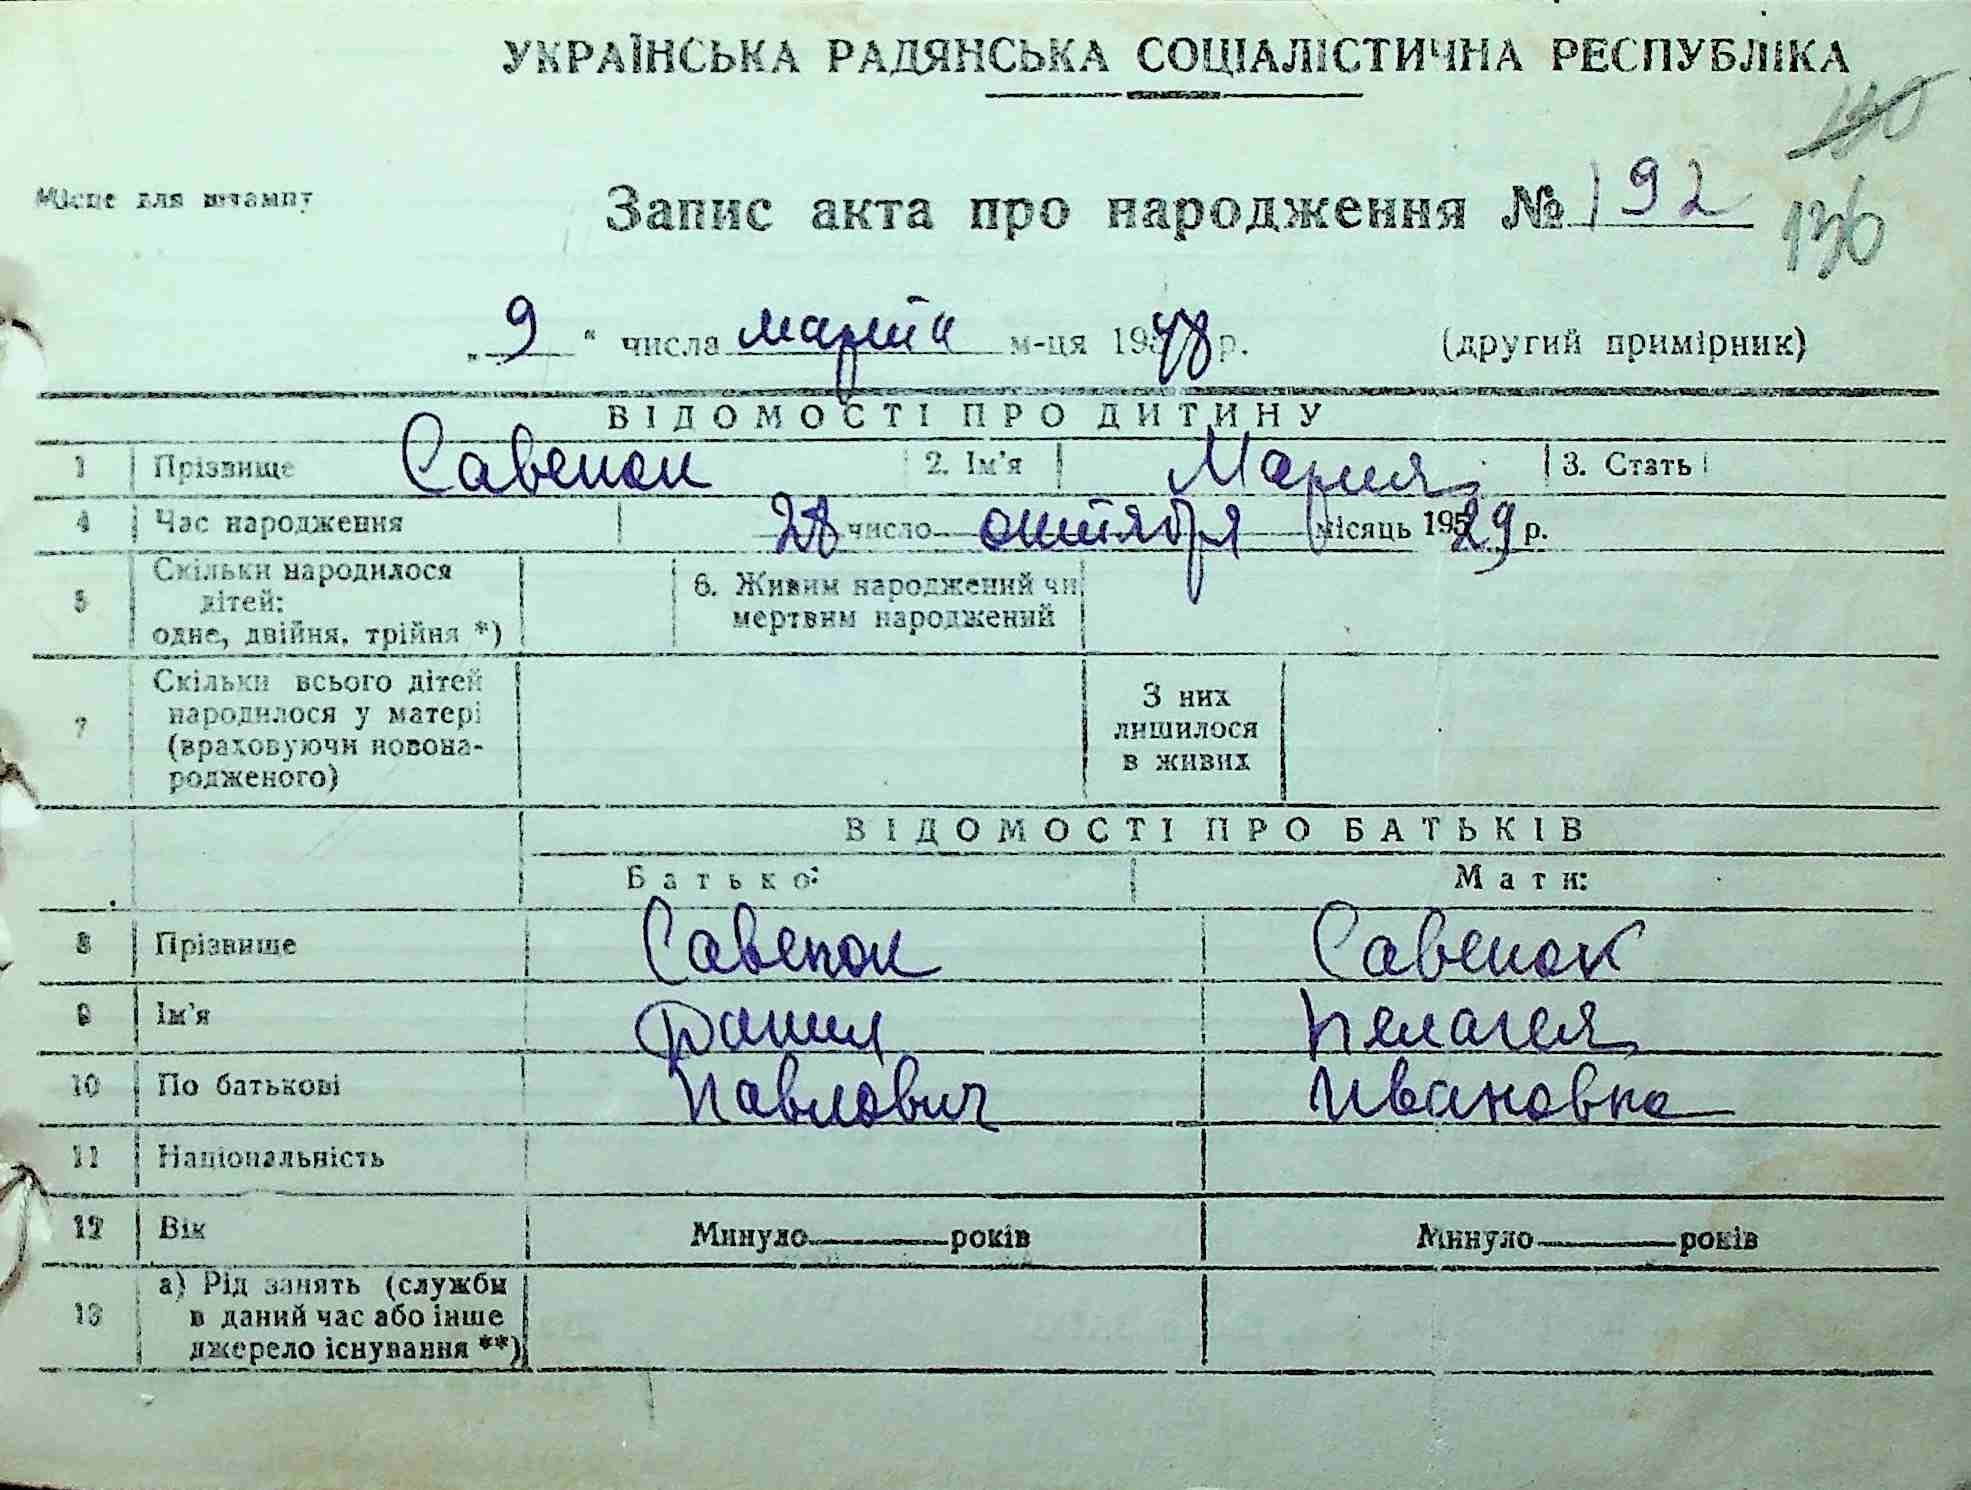 УКРАЇНСЬКА РАДЯНСЬКА СОЦІАЛІСТИЧНА РЕСПУБЛІКА
Місце для штампу
Запис акта про народження № 192
136
„ 9 “ числа марта м-ця 1948 р. (другий примірник)
ВІДОМОСТІ ПРО ДИТИНУ
1 Прізвище Савенок 2. Ім'я Мария 3. Стать
4 Час народження 28 число октября місяць 1929 р.
5 Скільки народилося дітей: одне, двійня, трійня *) 6. Живим народжений чи мертвим народжений
7 Скільки всього дітей народилося у матері (враховуючи новонародженого) З них лишилося в живих
ВІДОМОСТІ ПРО БАТЬКІВ
Батько: Мати:
8 Прізвище Савенок Савенок
9 Ім'я Данил Пелагея
10 По батькові Павлович Ивановна
11 Національність
12 Вік Минуло років Минуло років
13 а) Рід занять (служби в даний час або інше джерело існування **)